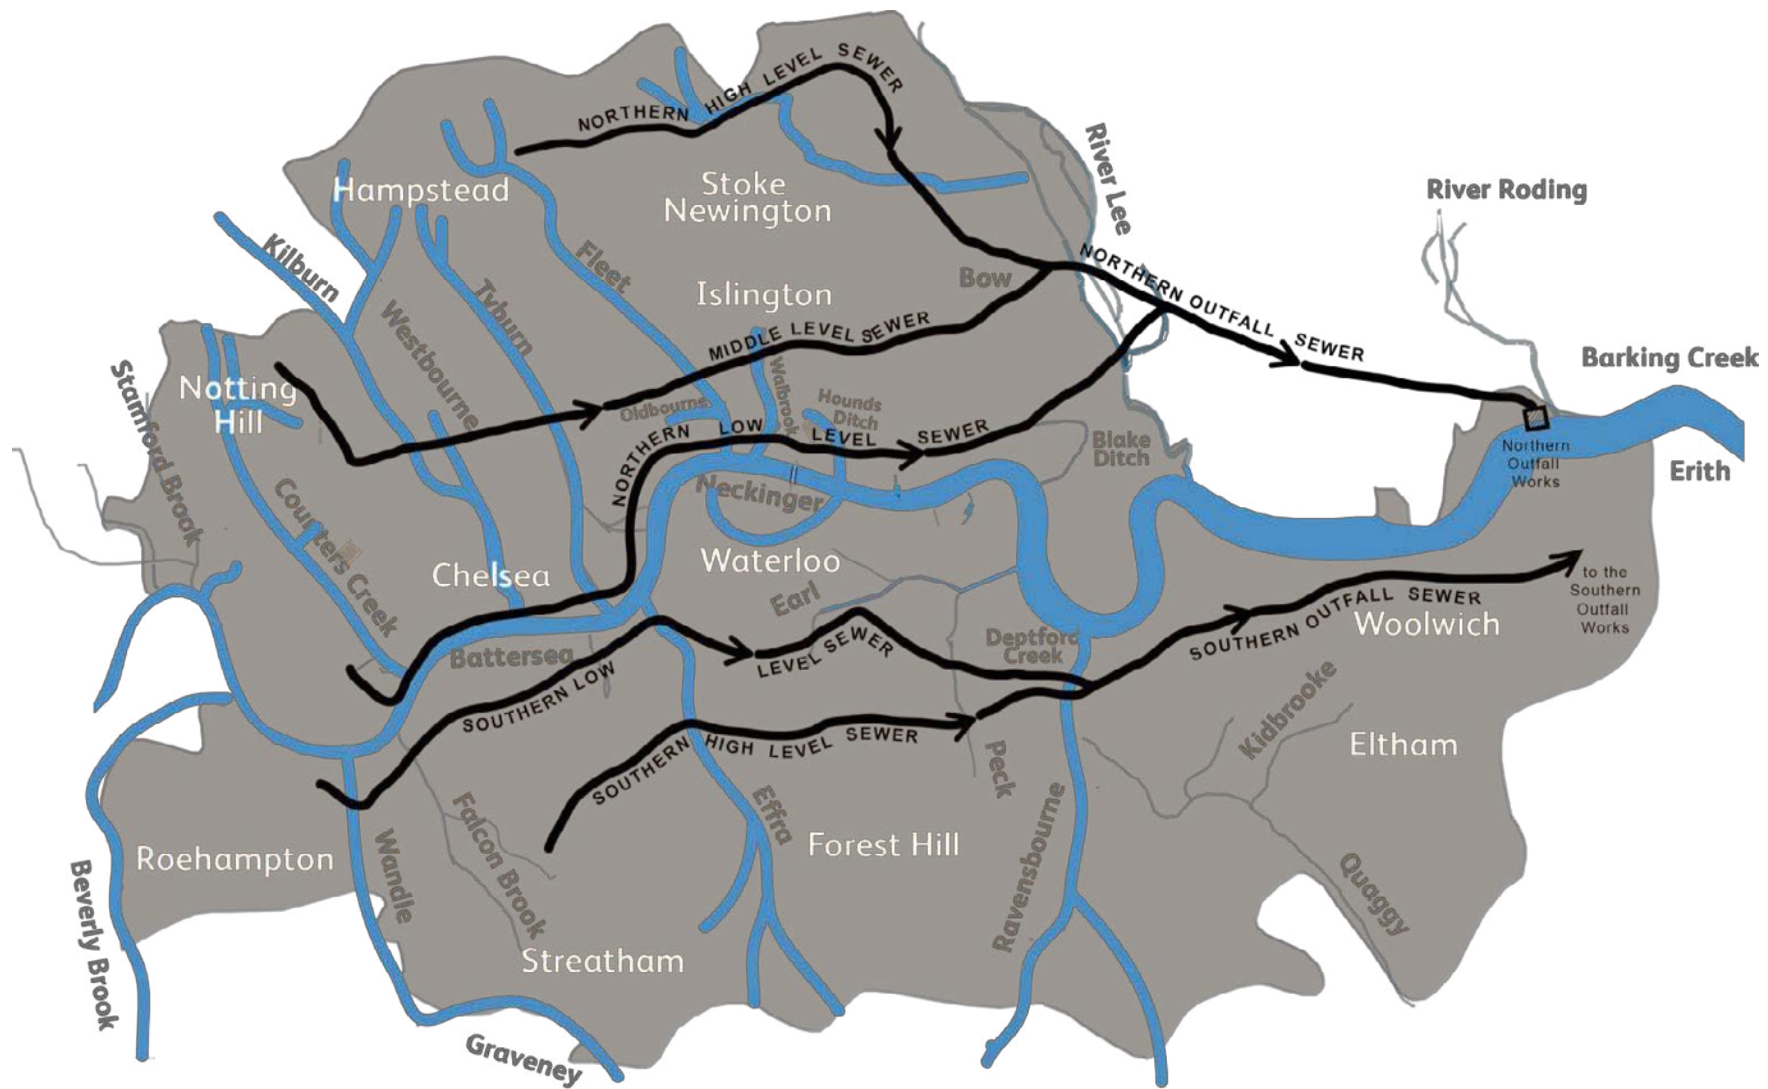 NORTHERN HIGH LEVEL SEWER
River Lee
Hampstead
Stoke
Newington
River Roding
Kilburn
Fleet
NORTHERN OUTFALL SEWER
Bow
Islington
Westbourne
Tyburn
MIDDLE LEVEL SEWER
Barking Creek
Stamford Brook
Notting
Hill
Oldbourne
Walbrook
Hounds
Ditch
NORTHERN LOW LEVEL SEWER
Blake
Ditch
Northern
Outfall
Works
Erith
Neckinger
Counters Creek
Chelsea
Waterloo
Earl
to the
Southern
Outfall
Works
Battersea
Deptford
Creek
SOUTHERN OUTFALL SEWER
Woolwich
SOUTHERN LOW LEVEL SEWER
SOUTHERN HIGH LEVEL SEWER
Peck
Kidbrooke
Eltham
Falcon Brook
Effra
Forest Hill
Roehampton
Wandle
Ravensbourne
Quaggy
Beverly Brook
Streatham
Graveney